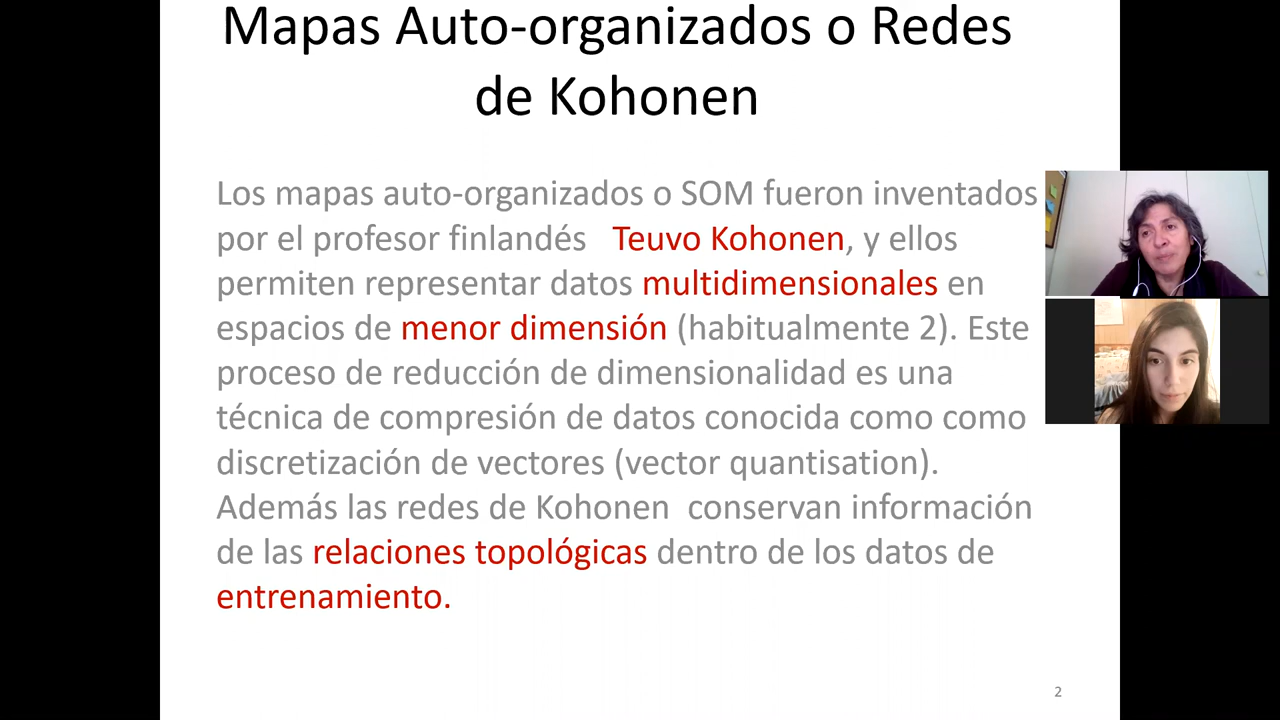 Mapas Auto-organizados o Redes
de Kohonen
Los mapas auto-organizados o SOM fueron inventados
por el profesor finlandés Teuvo Kohonen, y ellos
permiten representar datos multidimensionales en
espacios de menor dimensión (habitualmente 2). Este
proceso de reducción de dimensionalidad es una
técnica de compresión de datos conocida como como
discretización de vectores (vector quantisation).
Además las redes de Kohonen conservan información
de las relaciones topológicas dentro de los datos de
entrenamiento.
2